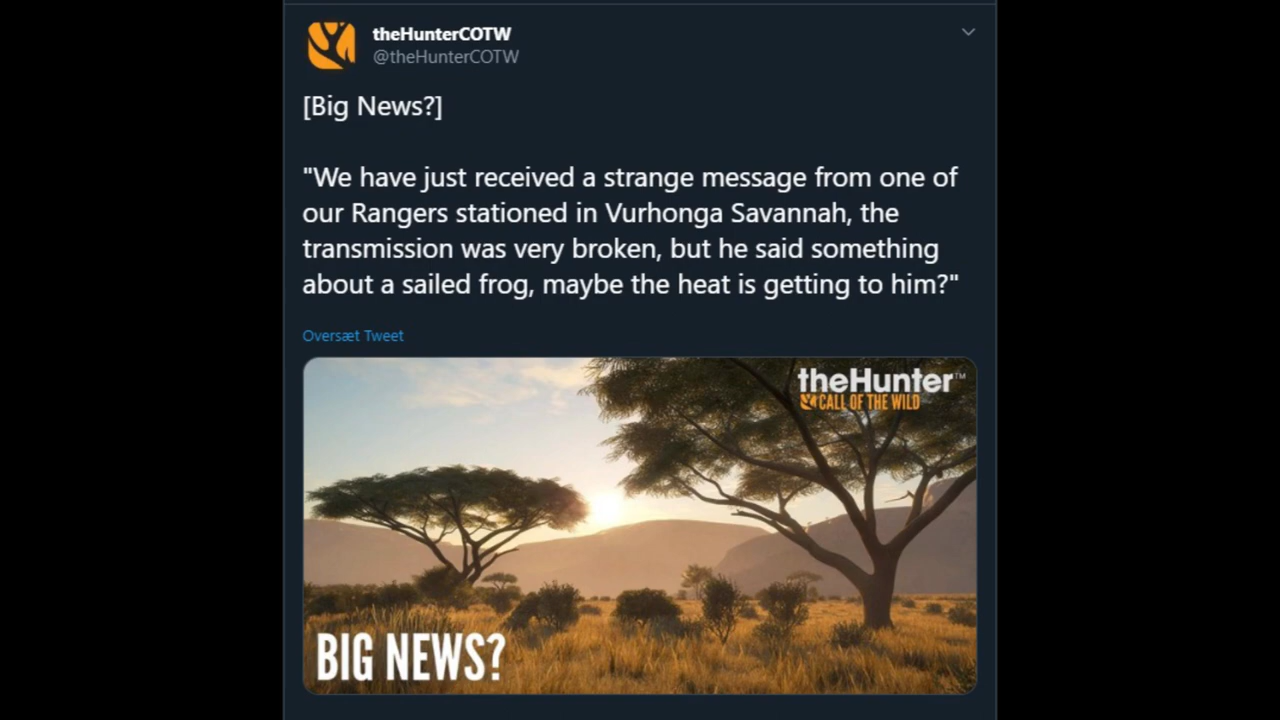 theHunterCOTW
@theHunterCOTW
[Big News?]
"We have just received a strange message from one of
our Rangers stationed in Vurhonga Savannah, the
transmission was very broken, but he said something
about a sailed frog, maybe the heat is getting to him?"
Oversæt Tweet
theHunter™
CALL OF THE WILD
BIG NEWS?